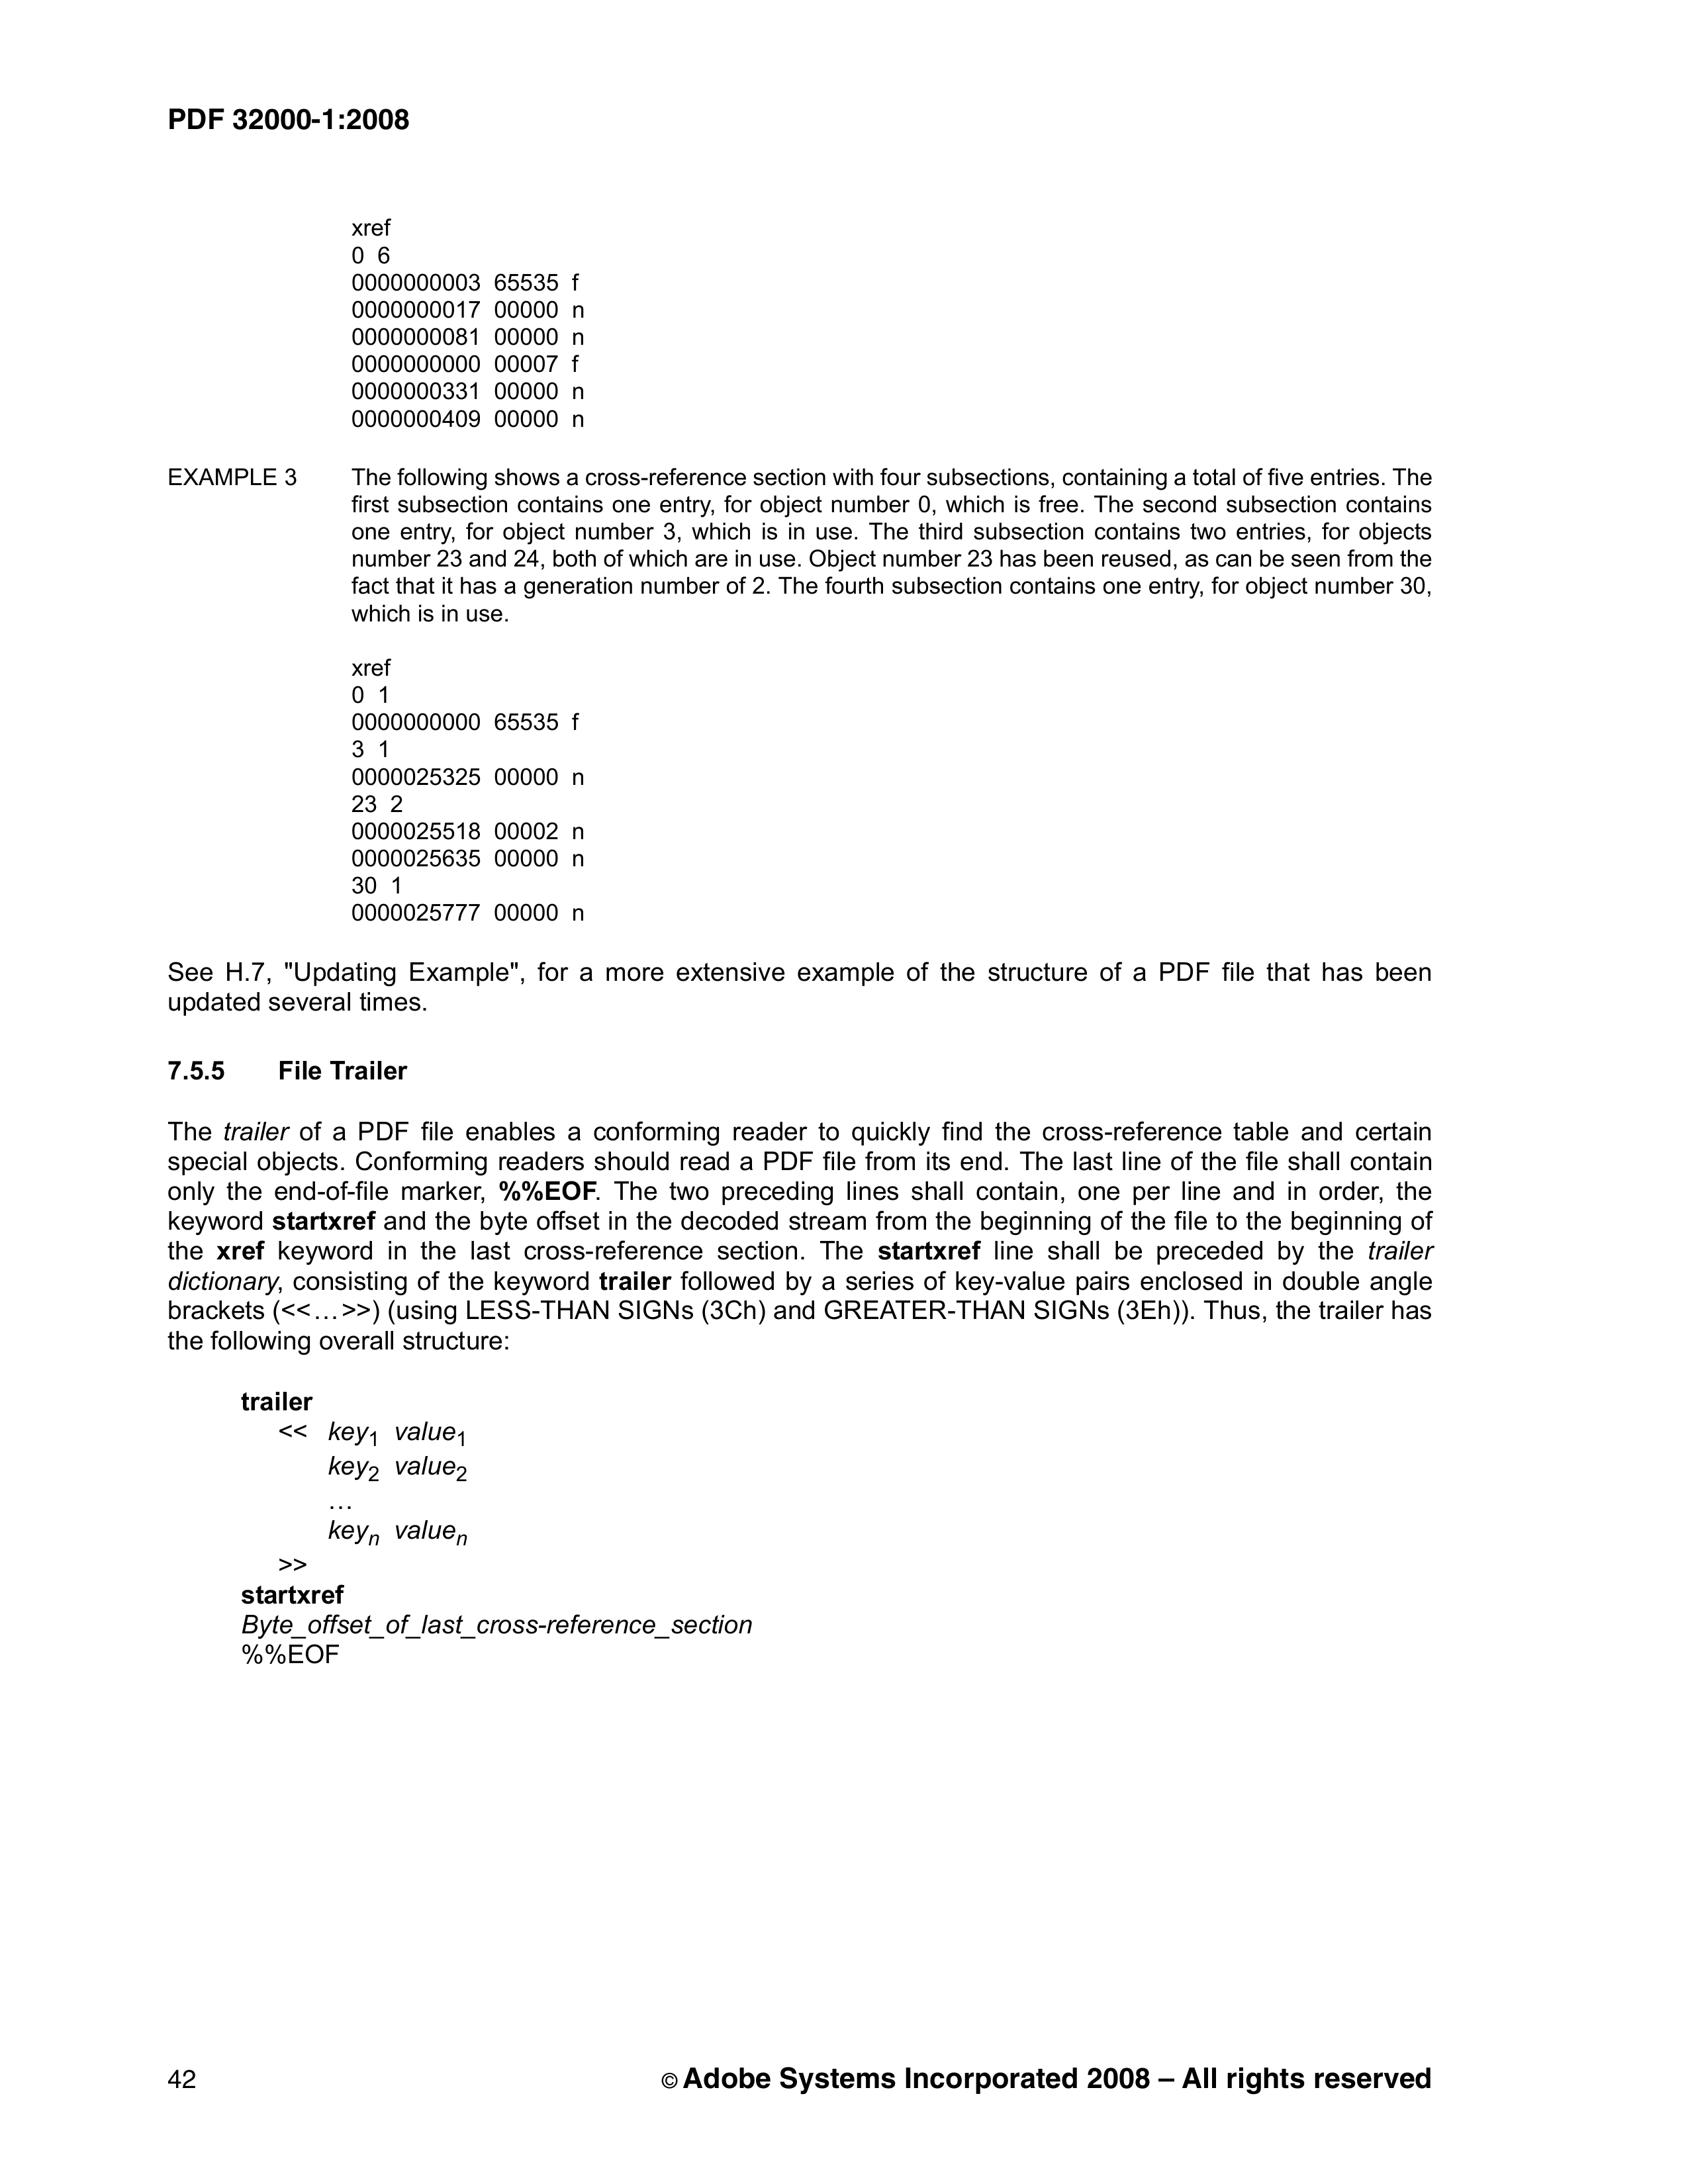 PDF 32000-1:2008
xref
0 6
0000000003 65535 f
0000000017 00000 n
0000000081 00000 n
0000000000 00007 f
0000000331 00000 n
0000000409 00000 n
EXAMPLE 3 The following shows a cross-reference section with four subsections, containing a total of five entries. The
first subsection contains one entry, for object number 0, which is free. The second subsection contains
one entry, for object number 3, which is in use. The third subsection contains two entries, for objects
number 23 and 24, both of which are in use. Object number 23 has been reused, as can be seen from the
fact that it has a generation number of 2. The fourth subsection contains one entry, for object number 30,
which is in use.
xref
0 1
0000000000 65535 f
3 1
0000025325 00000 n
23 2
0000025518 00002 n
0000025635 00000 n
30 1
0000025777 00000 n
See H.7, "Updating Example", for a more extensive example of the structure of a PDF file that has been
updated several times.
7.5.5 File Trailer
The trailer of a PDF file enables a conforming reader to quickly find the cross-reference table and certain
special objects. Conforming readers should read a PDF file from its end. The last line of the file shall contain
only the end-of-file marker, %%EOF. The two preceding lines shall contain, one per line and in order, the
keyword startxref and the byte offset in the decoded stream from the beginning of the file to the beginning of
the xref keyword in the last cross-reference section. The startxref line shall be preceded by the trailer
dictionary, consisting of the keyword trailer followed by a series of key-value pairs enclosed in double angle
brackets (<<…>>) (using LESS-THAN SIGNs (3Ch) and GREATER-THAN SIGNs (3Eh)). Thus, the trailer has
the following overall structure:
trailer
<< key1 value1
key2 value2
…
keyn valuen
>>
startxref
Byte_offset_of_last_cross-reference_section
%%EOF
42 © Adobe Systems Incorporated 2008 – All rights reserved